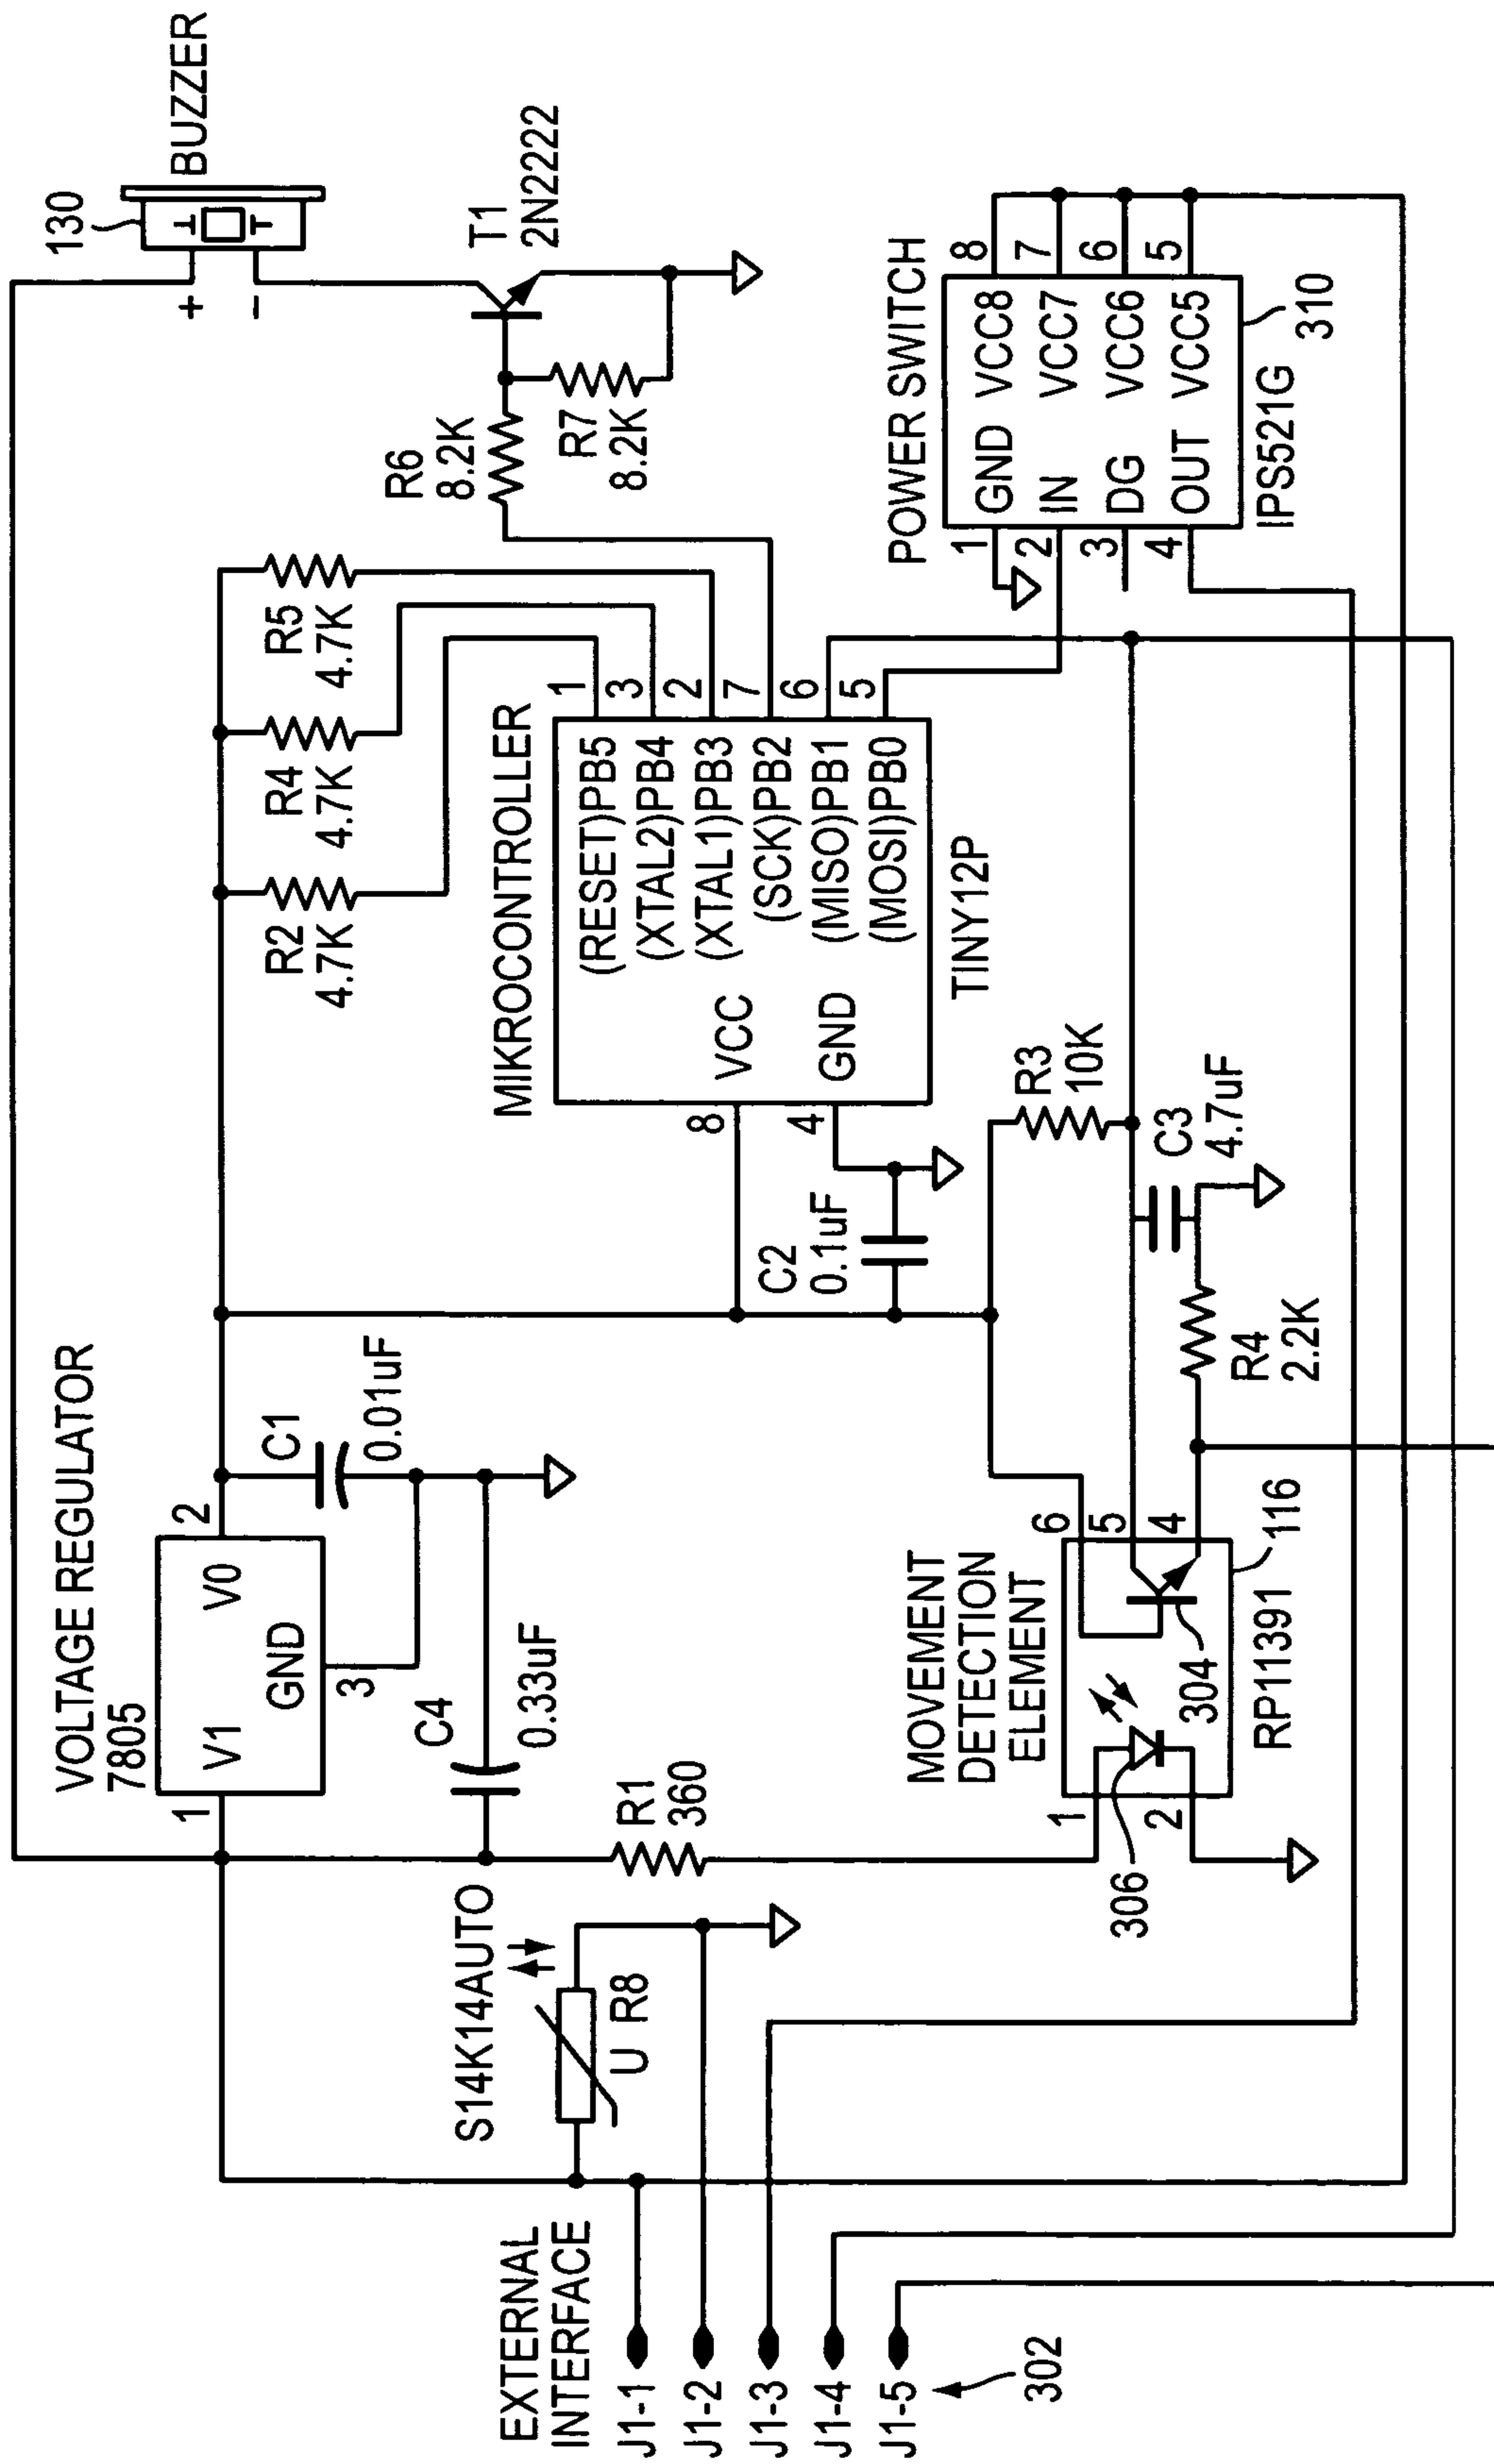 EXTERNAL
INTERFACE
J1-1
J1-2
J1-3
J1-4
J1-5
302
S14K14AUTO
U R8
VOLTAGE REGULATOR
7805
1
V1
V0
2
GND
3
C1
0.01uF
C4
0.33uF
R1
360
MOVEMENT
DETECTION
ELEMENT
1
2
6
5
4
306
304
116
RP11391
R4
2.2K
C3
4.7uF
R3
10K
C2
0.1uF
MIKROCONTROLLER
8
VCC
4
GND
(RESET)PB5
1
(XTAL2)PB4
3
(XTAL1)PB3
2
(SCK)PB2
7
(MISO)PB1
6
(MOSI)PB0
5
TINY12P
R2
4.7K
R4
4.7K
R5
4.7K
R6
8.2K
R7
8.2K
T1
2N2222
130
BUZZER
+
-
POWER SWITCH
1
GND
VCC8
8
2
IN
VCC7
7
3
DG
VCC6
6
4
OUT
VCC5
5
IPS521G
310